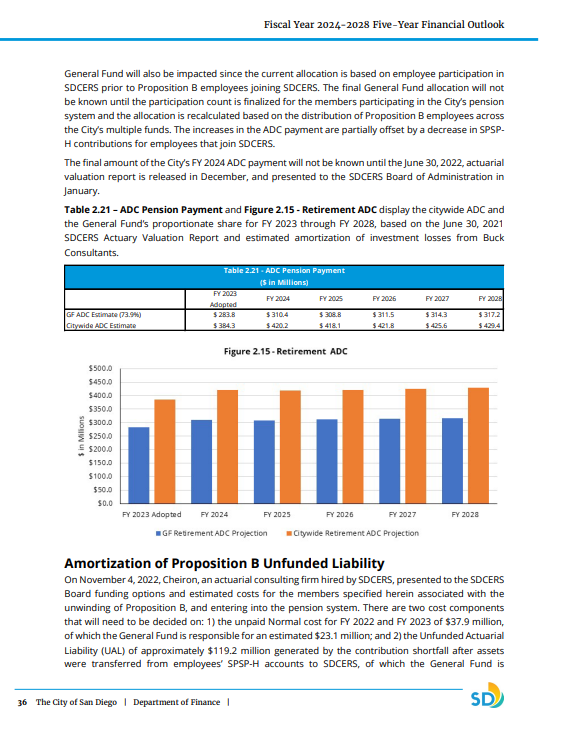 Fiscal Year 2024-2028 Five-Year Financial Outlook
General Fund will also be impacted since the current allocation is based on employee participation in
SDCERS prior to Proposition B employees joining SDCERS. The final General Fund allocation will not
be known until the participation count is finalized for the members participating in the City's pension
system and the allocation is recalculated based on the distribution of Proposition B employees across
the City's multiple funds. The increases in the ADC payment are partially offset by a decrease in SPSP-
H contributions for employees that join SDCERS.
The final amount of the City's FY 2024 ADC payment will not be known until the June 30, 2022, actuarial
valuation report is released in December, and presented to the SDCERS Board of Administration in
January.
Table 2.21 – ADC Pension Payment and Figure 2.15 - Retirement ADC display the citywide ADC and
the General Fund's proportionate share for FY 2023 through FY 2028, based on the June 30, 2021
SDCERS Actuary Valuation Report and estimated amortization of investment losses from Buck
Consultants.
Table 2.21 - ADC Pension Payment
($ in Millions)
FY 2023 Adopted FY 2024 FY 2025 FY 2026 FY 2027 FY 2028
GF ADC Estimate (73.9%) $ 283.8 $ 310.4 $ 308.8 $ 311.5 $ 314.3 $ 317.2
Citywide ADC Estimate $ 384.3 $ 420.2 $ 418.1 $ 421.8 $ 425.6 $ 429.4
Figure 2.15 - Retirement ADC
$ in Millions
$500.0
$450.0
$400.0
$350.0
$300.0
$250.0
$200.0
$150.0
$100.0
$50.0
$0.0
FY 2023 Adopted FY 2024 FY 2025 FY 2026 FY 2027 FY 2028
GF Retirement ADC Projection Citywide Retirement ADC Projection
Amortization of Proposition B Unfunded Liability
On November 4, 2022, Cheiron, an actuarial consulting firm hired by SDCERS, presented to the SDCERS
Board funding options and estimated costs for the members specified herein associated with the
unwinding of Proposition B, and entering into the pension system. There are two cost components
that will need to be decided on: 1) the unpaid Normal cost for FY 2022 and FY 2023 of $37.9 million,
of which the General Fund is responsible for an estimated $23.1 million; and 2) the Unfunded Actuarial
Liability (UAL) of approximately $119.2 million generated by the contribution shortfall after assets
were transferred from employees' SPSP-H accounts to SDCERS, of which the General Fund is
36 The City of San Diego | Department of Finance |
SD